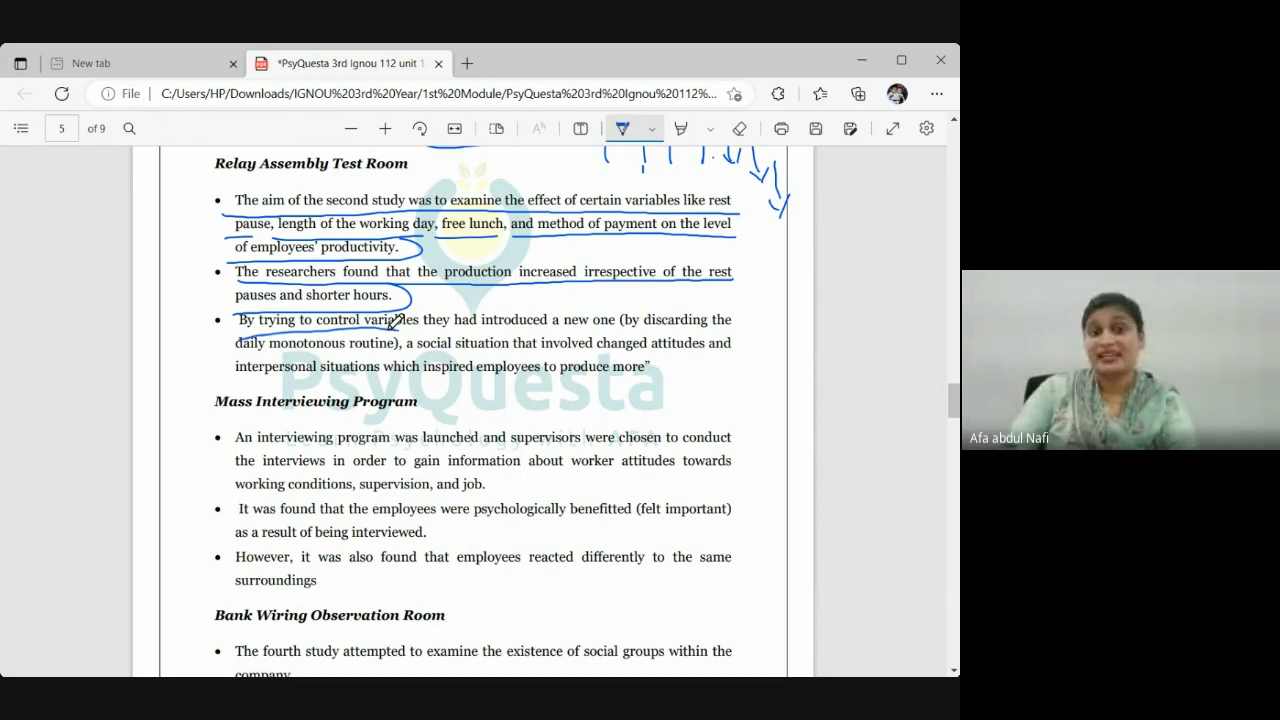 New tab
*PsyQuesta 3rd Ignou 112 unit 1
File
C:/Users/HP/Downloads/IGNOU%203rd%20Year/1st%20Module/PsyQuesta%203rd%20Ignou%20112%...
5 of 9
Relay Assembly Test Room
• The aim of the second study was to examine the effect of certain variables like rest
pause, length of the working day, free lunch, and method of payment on the level
of employees' productivity.
• The researchers found that the production increased irrespective of the rest
pauses and shorter hours.
• By trying to control variables they had introduced a new one (by discarding the
daily monotonous routine), a social situation that involved changed attitudes and
interpersonal situations which inspired employees to produce more”
PsyQuesta
Mass Interviewing Program
• An interviewing program was launched and supervisors were chosen to conduct
the interviews in order to gain information about worker attitudes towards
working conditions, supervision, and job.
• It was found that the employees were psychologically benefitted (felt important)
as a result of being interviewed.
• However, it was also found that employees reacted differently to the same
surroundings
Bank Wiring Observation Room
• The fourth study attempted to examine the existence of social groups within the
company.
Afa abdul Nafi